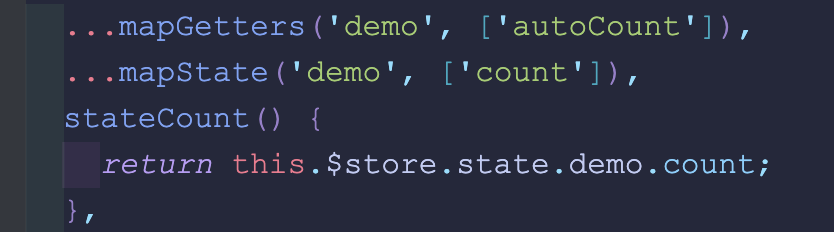 ...mapGetters('demo', ['autoCount']),
...mapState('demo', ['count']),
stateCount() {
return this.$store.state.demo.count;
},